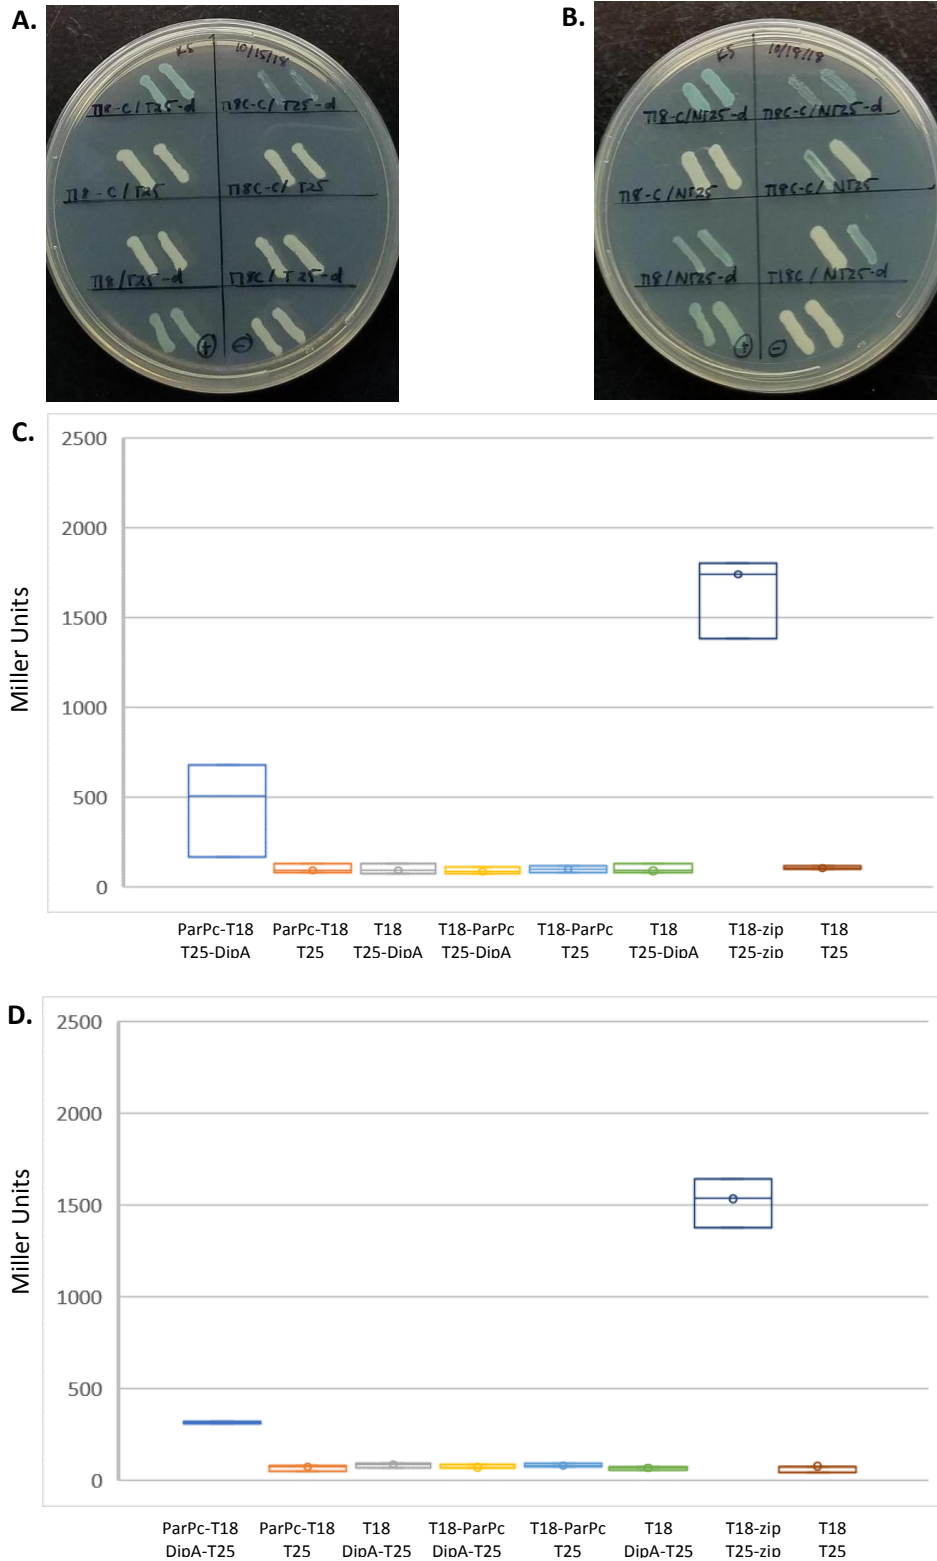 A.
K5 10/15/18
T18-C/T25-d T18C-C/T25-d
T18-C/T25 T18C-C/T25
T18/T25-d T18C/T25-d
+ -
B.
K5 10/18/18
T18-C/NT25-d T18C-C/NT25-d
T18-C/NT25 T18C-C/NT25
T18/NT25-d T18C/NT25-d
+ -
C.
2500
2000
1500
1000
500
0
Miller Units
ParPc-T18 ParPc-T18 T18 T18-ParPc T18-ParPc T18 T18-zip T18
T25-DipA T25 T25-DipA T25-DipA T25 T25-DipA T25-zip T25
D.
2500
2000
1500
1000
500
0
Miller Units
ParPc-T18 ParPc-T18 T18 T18-ParPc T18-ParPc T18 T18-zip T18
DipA-T25 T25 DipA-T25 DipA-T25 T25 DipA-T25 T25-zip T25